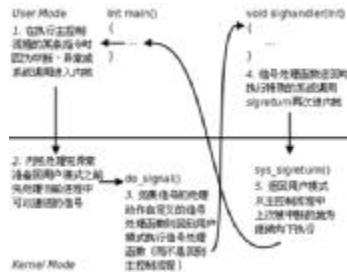 User Mode
int main()
{
...
}
void sighandler(int)
{
...
}
1. 在执行主控制
流程的某条指令时
因为中断、异常或
系统调用进入内核
4. 信号处理函数返回时
执行特殊的系统调用
sigreturn再次进内核
2. 内核处理完异常
准备回用户模式之前
先处理当前进程中
可以递送的信号
do_signal()
3. 如果信号的处理
动作自定义的信号
处理函数则回到用户
模式执行信号处理
函数（而不是回到
主控制流程）
sys_sigreturn()
5. 返回用户模式
从主控制流程中
上次被中断的地方
继续向下执行
Kernel Mode